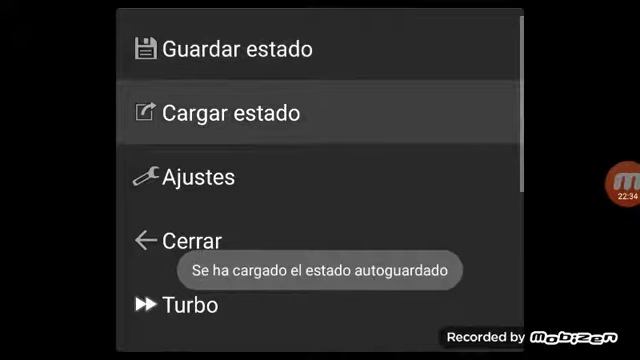 Guardar estado
Cargar estado
Ajustes
22:34
Cerrar
Se ha cargado el estado autoguardado
Turbo
Recorded by mobizen